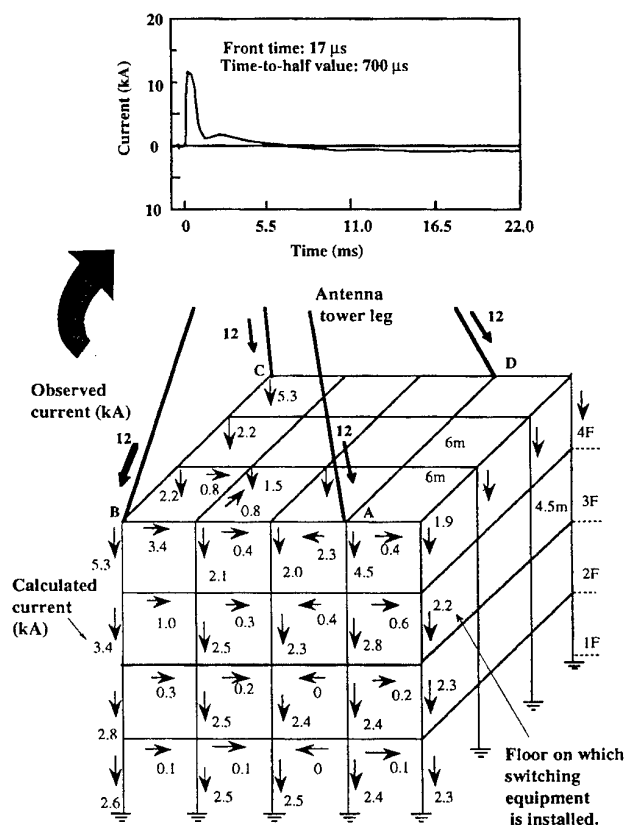 20
10
0
10
Current (kA)
Front time: 17 μs
Time-to-half value: 700 μs
0
5.5
11.0
16.5
22.0
Time (ms)
Antenna
tower leg
12
12
C
D
Observed
current (kA)
5.3
12
12
2.2
6m
4F
2.2
0.8
1.5
6m
B
0.8
A
1.9
4.5m
3F
5.3
3.4
0.4
2.3
0.4
2.1
2.0
4.5
2F
Calculated
current
(kA)
1.0
0.3
0.4
0.6
2.2
3.4
2.5
2.3
2.8
1F
0.3
0.2
0
0.2
2.3
2.8
2.5
2.4
2.4
0.1
0.1
0
0.1
2.6
2.5
2.5
2.4
2.3
Floor on which
switching
equipment
is installed.